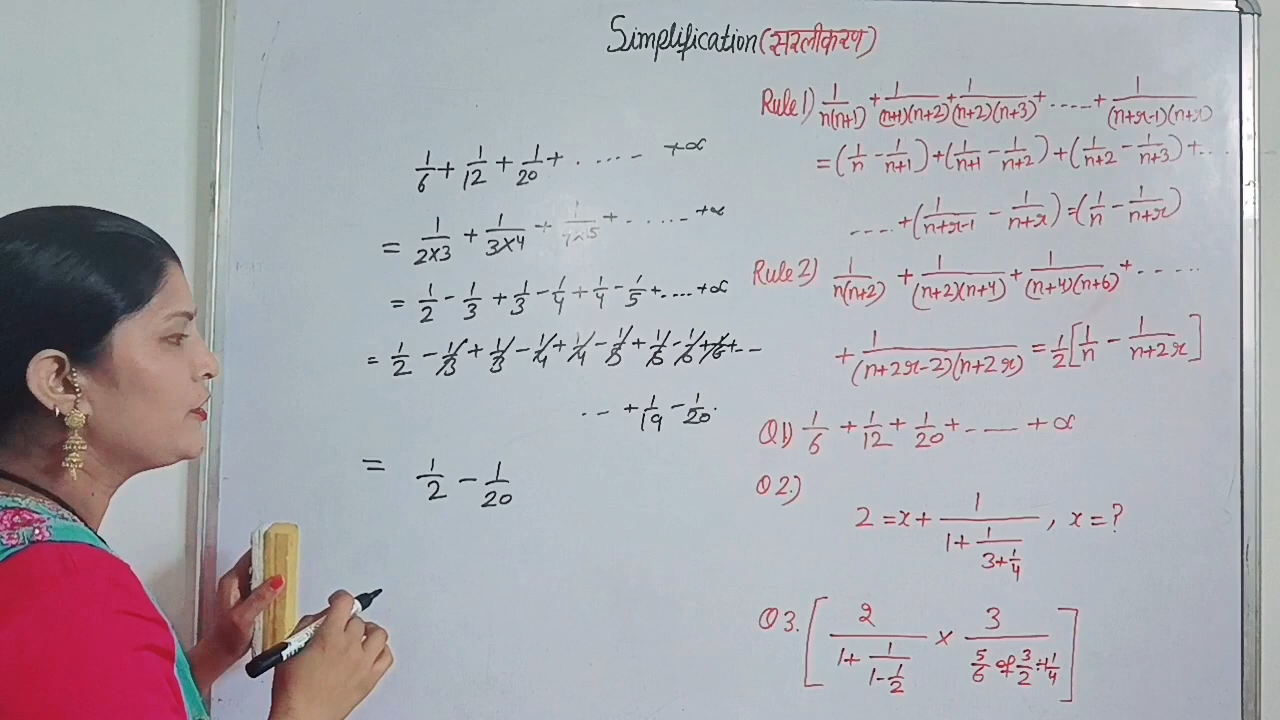 Simplification (सरलीकरण)
1/6 + 1/12 + 1/20 + ..... + ∝
= 1/2×3 + 1/3×4 + 1/4×5 + ..... + ∝
= 1/2 - 1/3 + 1/3 - 1/4 + 1/4 - 1/5 + .... + ∝
= 1/2 - 1/3 + 1/3 - 1/4 + 1/4 - 1/5 + 1/5 - 1/6 + 1/6 + --
-- + 1/19 - 1/20.
= 1/2 - 1/20
Rule 1) 1/n(n+1) + 1/(n+1)(n+2) + 1/(n+2)(n+3) + ..... + 1/(n+r-1)(n+r)
= (1/n - 1/n+1) + (1/n+1 - 1/n+2) + (1/n+2 - 1/n+3) + ..
.... + (1/n+r-1 - 1/n+r) = (1/n - 1/n+r)
Rule 2) 1/n(n+2) + 1/(n+2)(n+4) + 1/(n+4)(n+6) + .....
+ 1/(n+2r-2)(n+2r) = 1/2 [1/n - 1/n+2r]
Q1) 1/6 + 1/12 + 1/20 + -- — + ∝
Q2.)
2 = x + 1/(1 + 1/(3 + 1/4)), x = ?
Q3. [2/(1 + 1/(1 - 1/2)) × 3/(5/6 of 3/2 ÷ 1/4)]